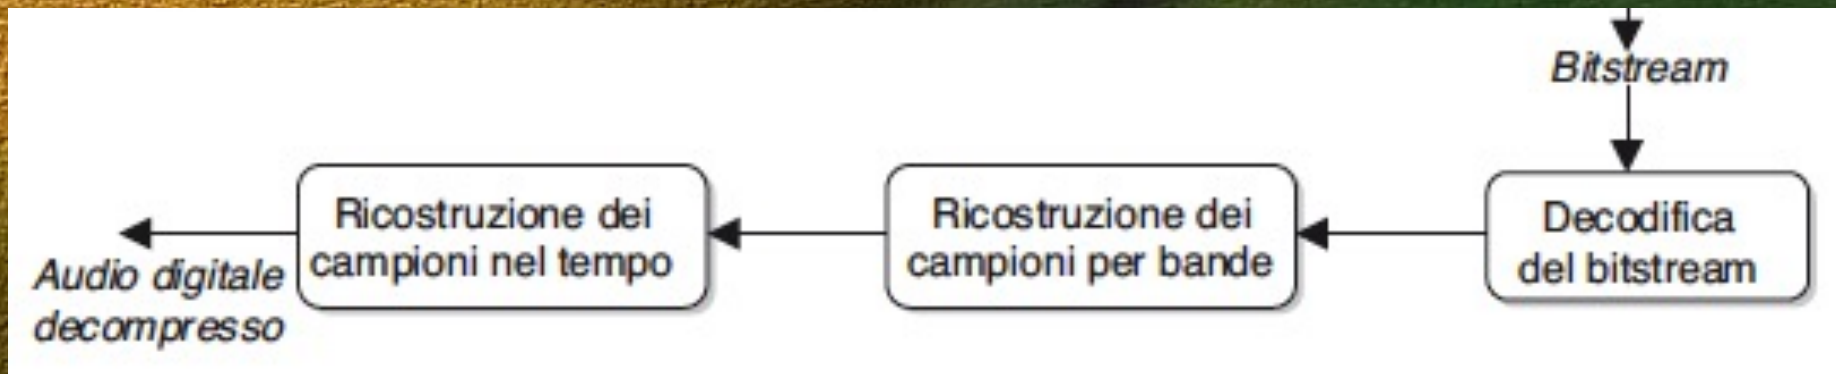 Bitstream
Ricostruzione dei
campioni nel tempo
Ricostruzione dei
campioni per bande
Decodifica
del bitstream
Audio digitale
decompresso